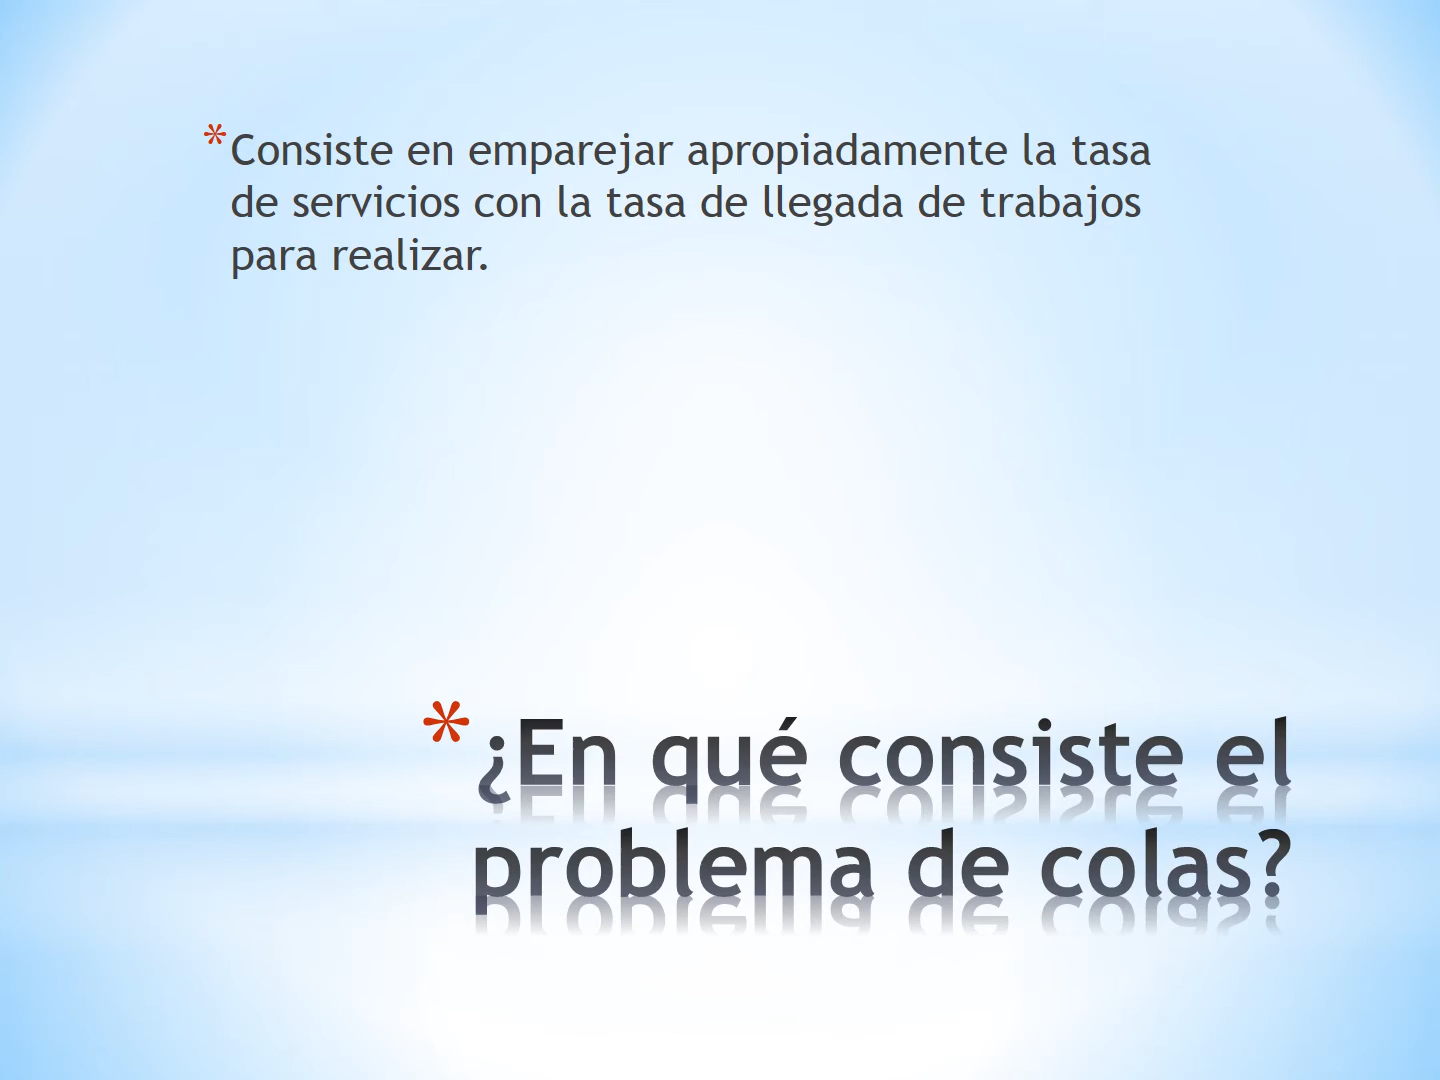 * Consiste en emparejar apropiadamente la tasa
de servicios con la tasa de llegada de trabajos
para realizar.
* ¿En qué consiste el
problema de colas?